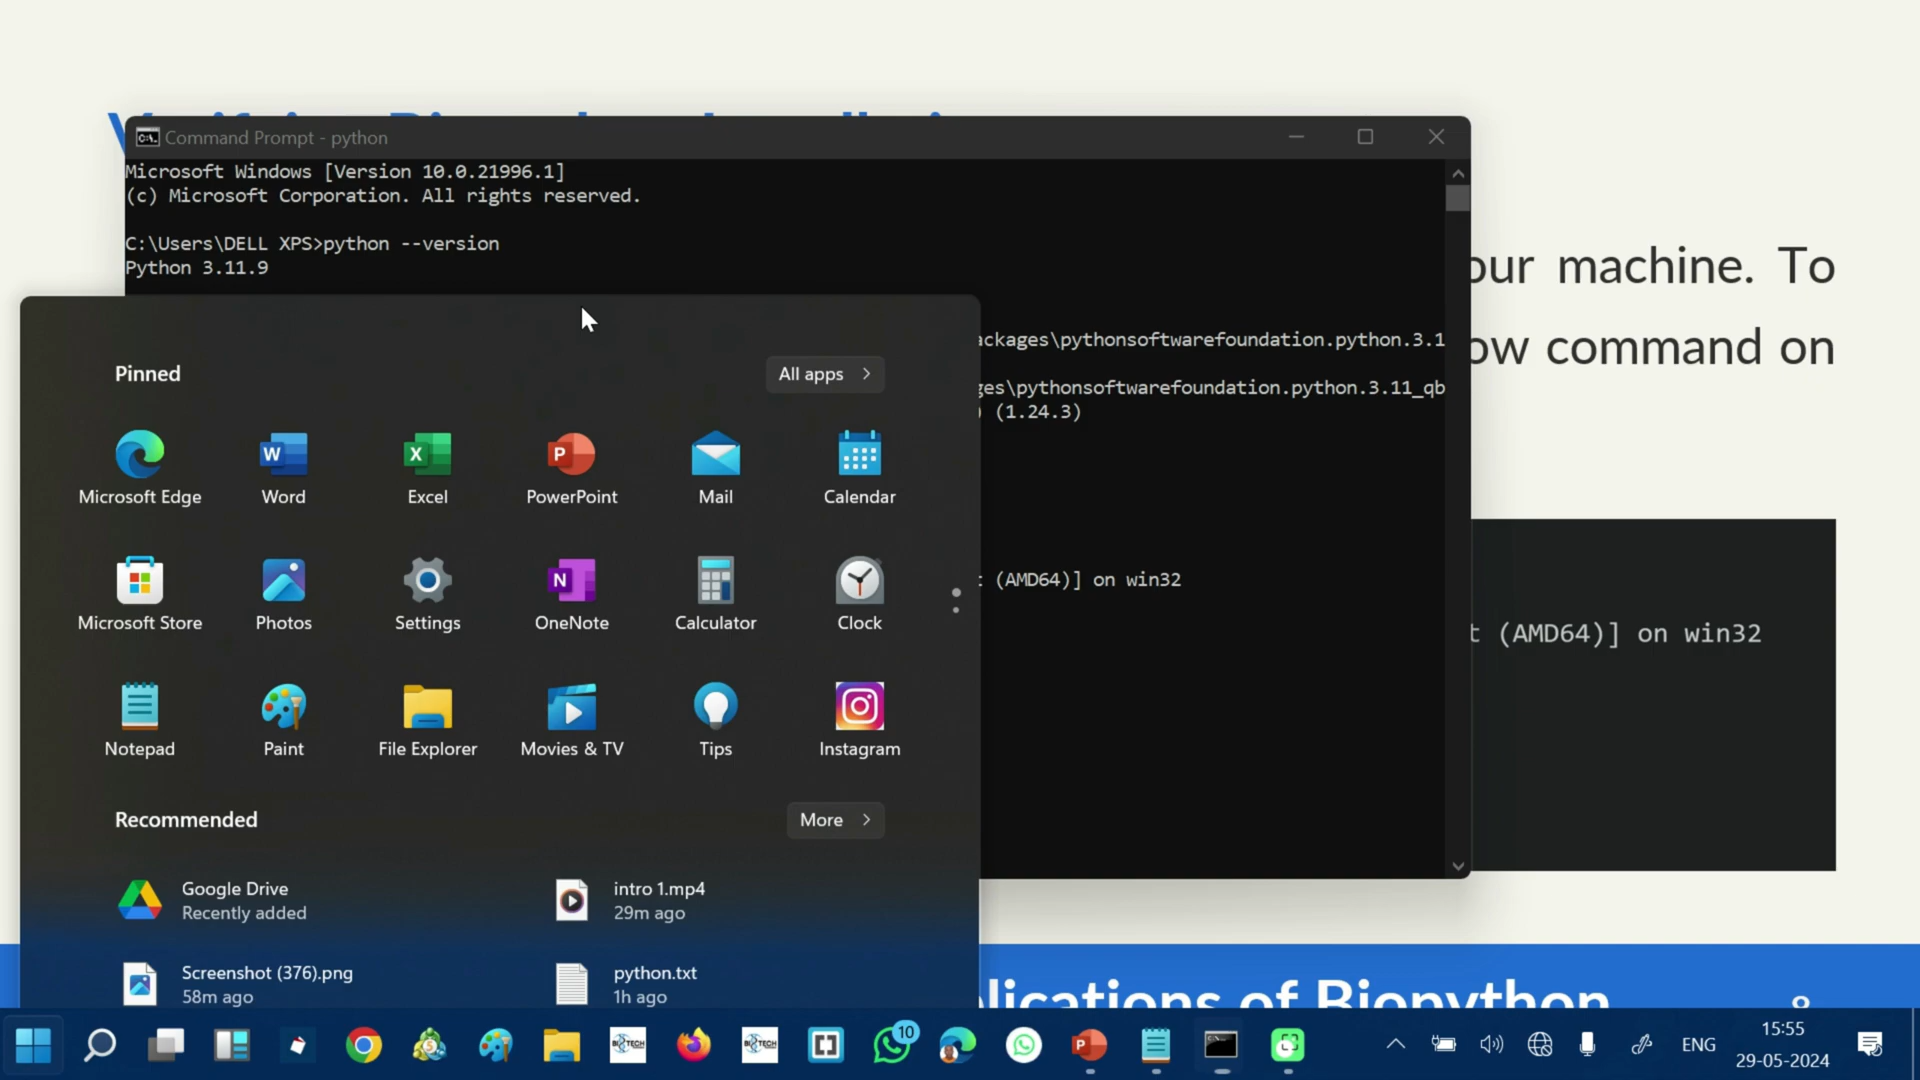 Command Prompt - python
Microsoft Windows [Version 10.0.21996.1]
(c) Microsoft Corporation. All rights reserved.
C:\Users\DELL XPS>python --version
Python 3.11.9
our machine. To
ackages\pythonsoftwarefoundation.python.3.1
ow command on
ges\pythonsoftwarefoundation.python.3.11_qb
) (1.24.3)
(AMD64)] on win32
t (AMD64)] on win32
Pinned
All apps
Microsoft Edge
Word
Excel
PowerPoint
Mail
Calendar
Microsoft Store
Photos
Settings
OneNote
Calculator
Clock
Notepad
Paint
File Explorer
Movies & TV
Tips
Instagram
Recommended
More
Google Drive
Recently added
intro 1.mp4
29m ago
Screenshot (376).png
58m ago
python.txt
1h ago
plications of Biopython
10
ENG
15:55
29-05-2024